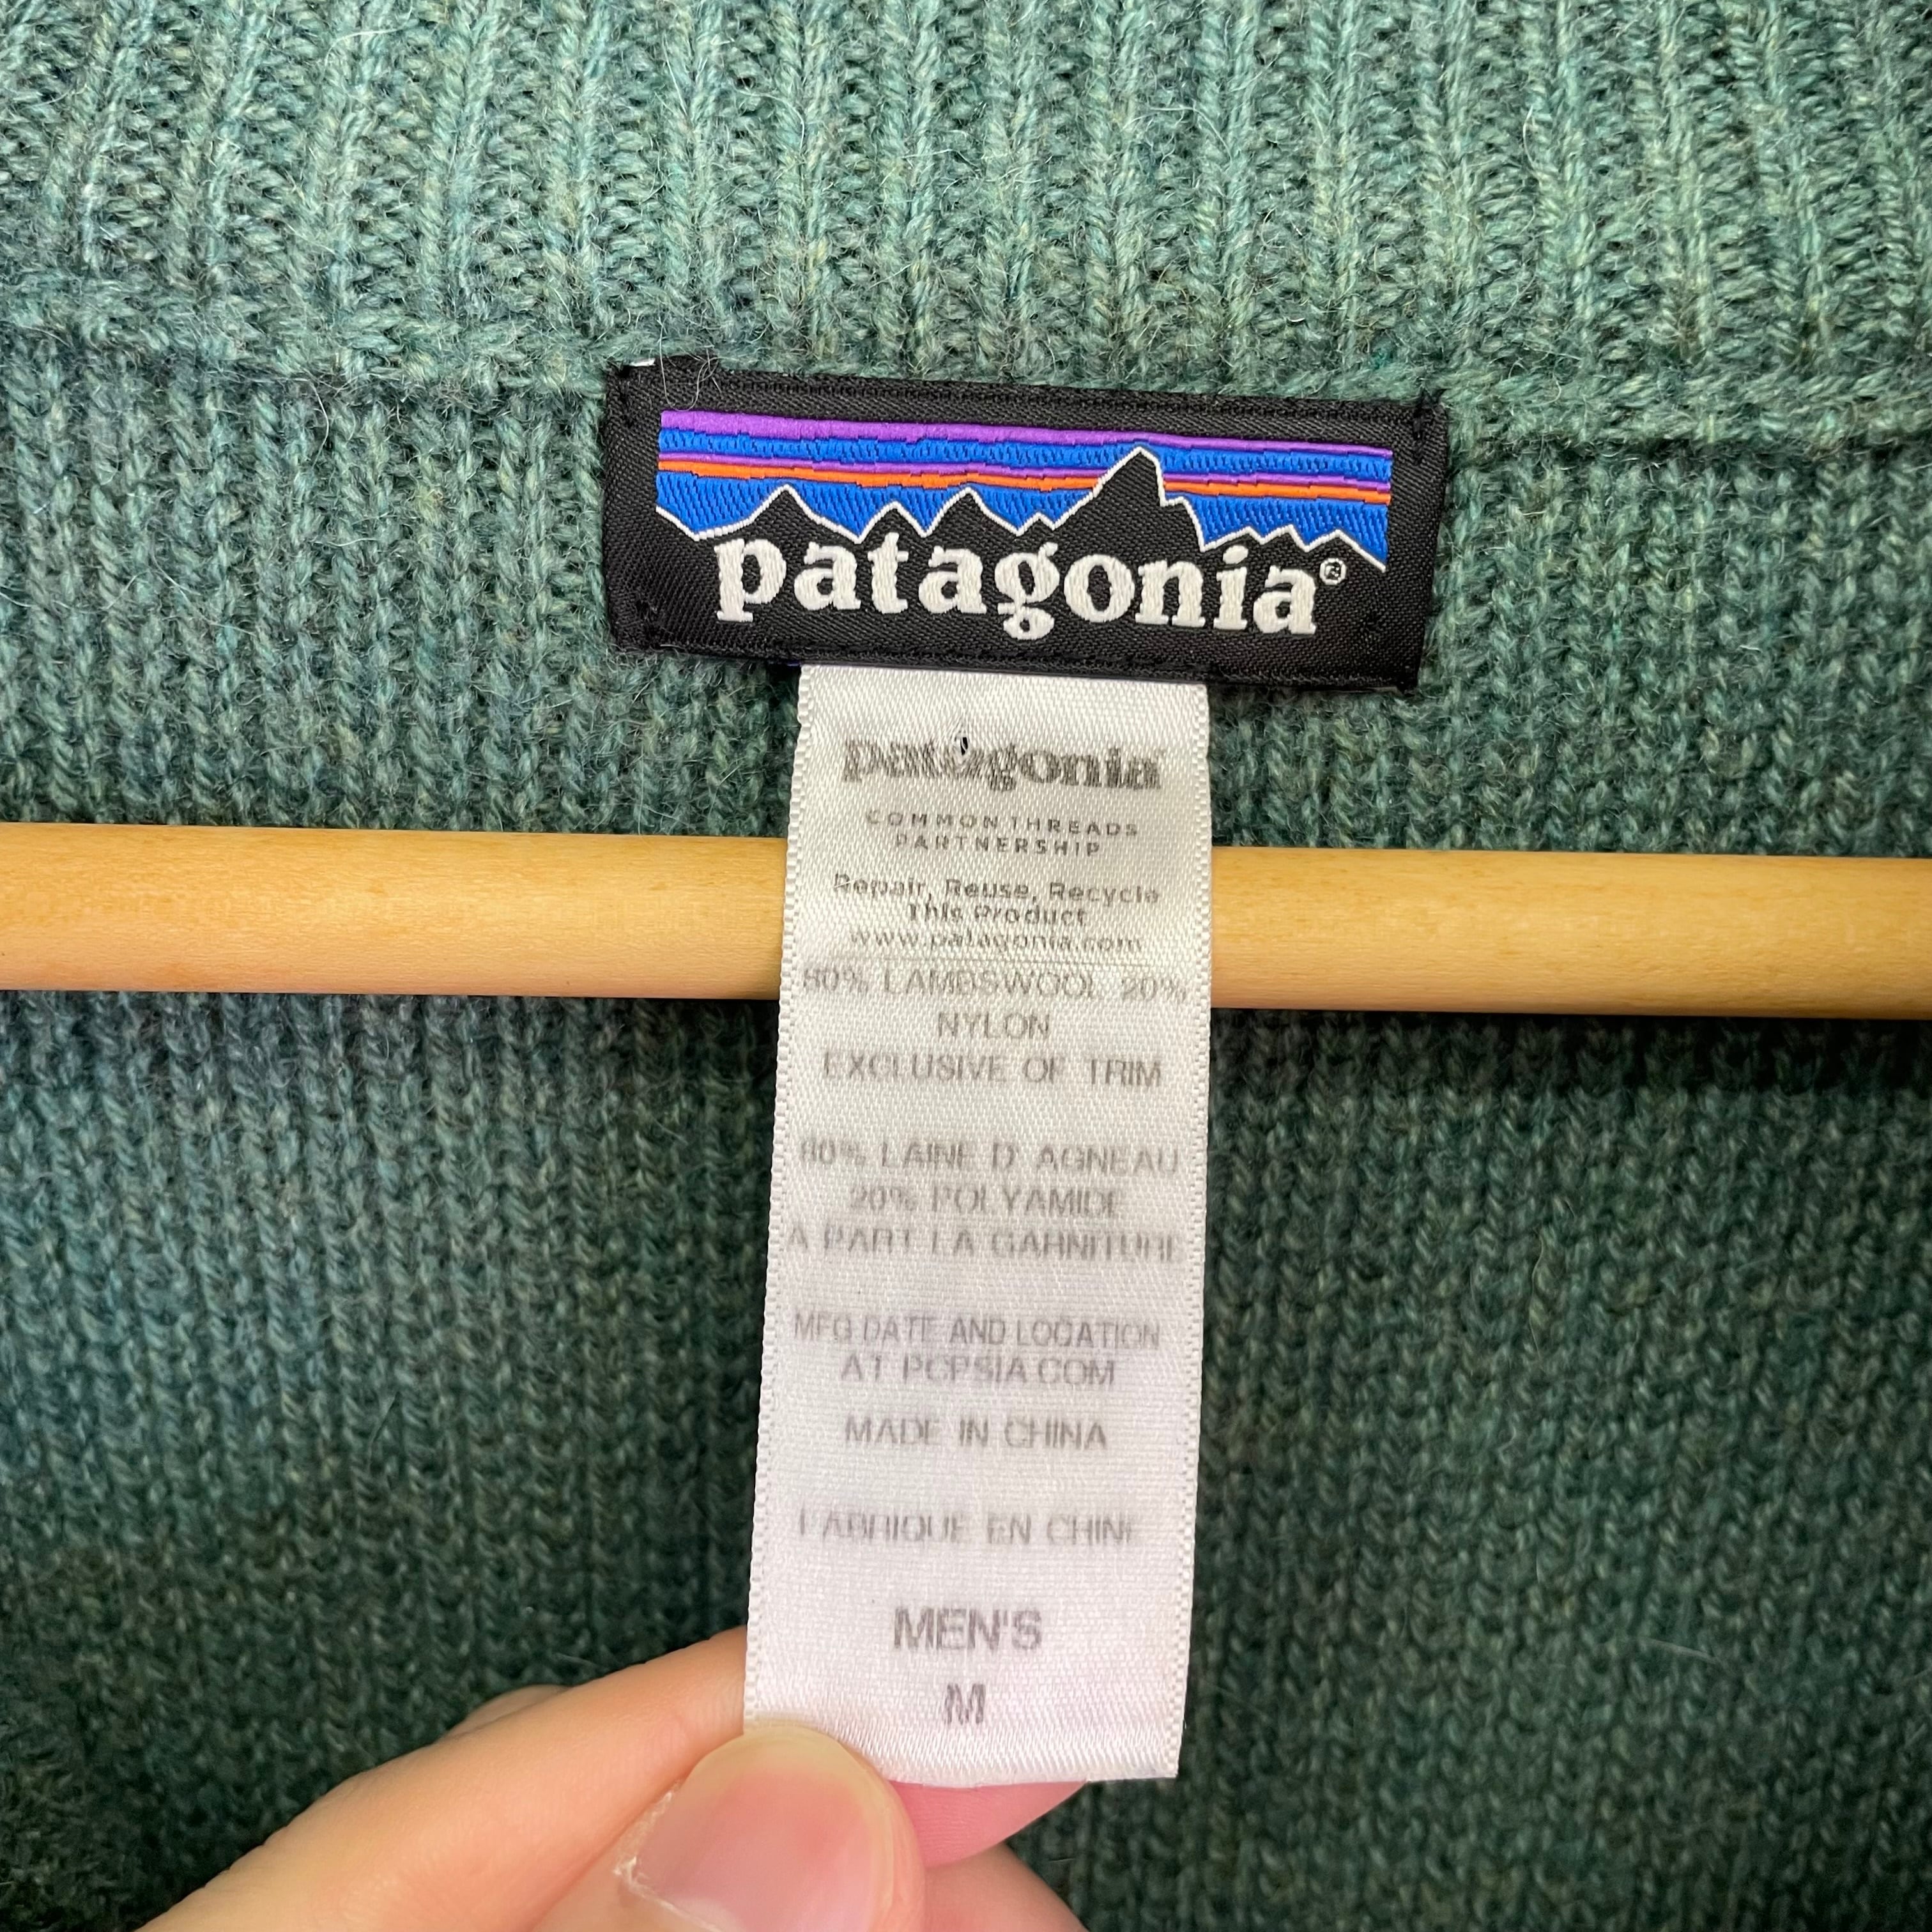 patagonia®
patagonia
COMMON THREADS
PARTNERSHIP
Repair, Reuse, Recycle
This Product
www.patagonia.com
80% LAMBSWOOL 20%
NYLON
EXCLUSIVE OF TRIM
80% LAINE D AGNEAU
20% POLYAMIDE
A PART LA GARNITURE
MFG DATE AND LOCATION
AT PCPSIA.COM
MADE IN CHINA
FABRIQUE EN CHINE
MEN'S
M